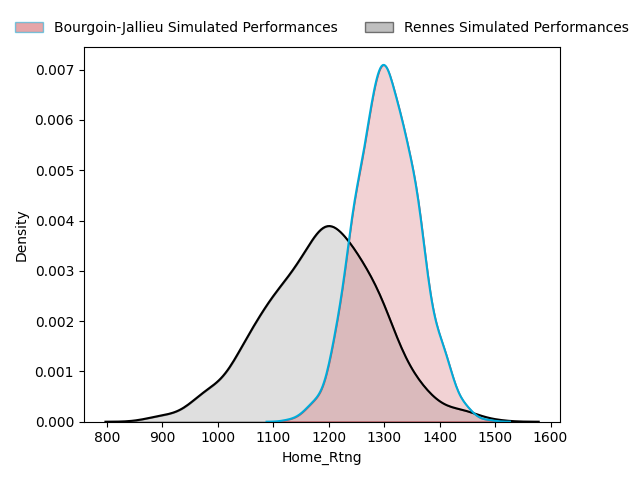 Bourgoin-Jallieu Simulated Performances
Rennes Simulated Performances
0.007
0.006
0.005
0.004
0.003
0.002
0.001
0.000
Density
800 900 1000 1100 1200 1300 1400 1500 1600
Home_Rtng